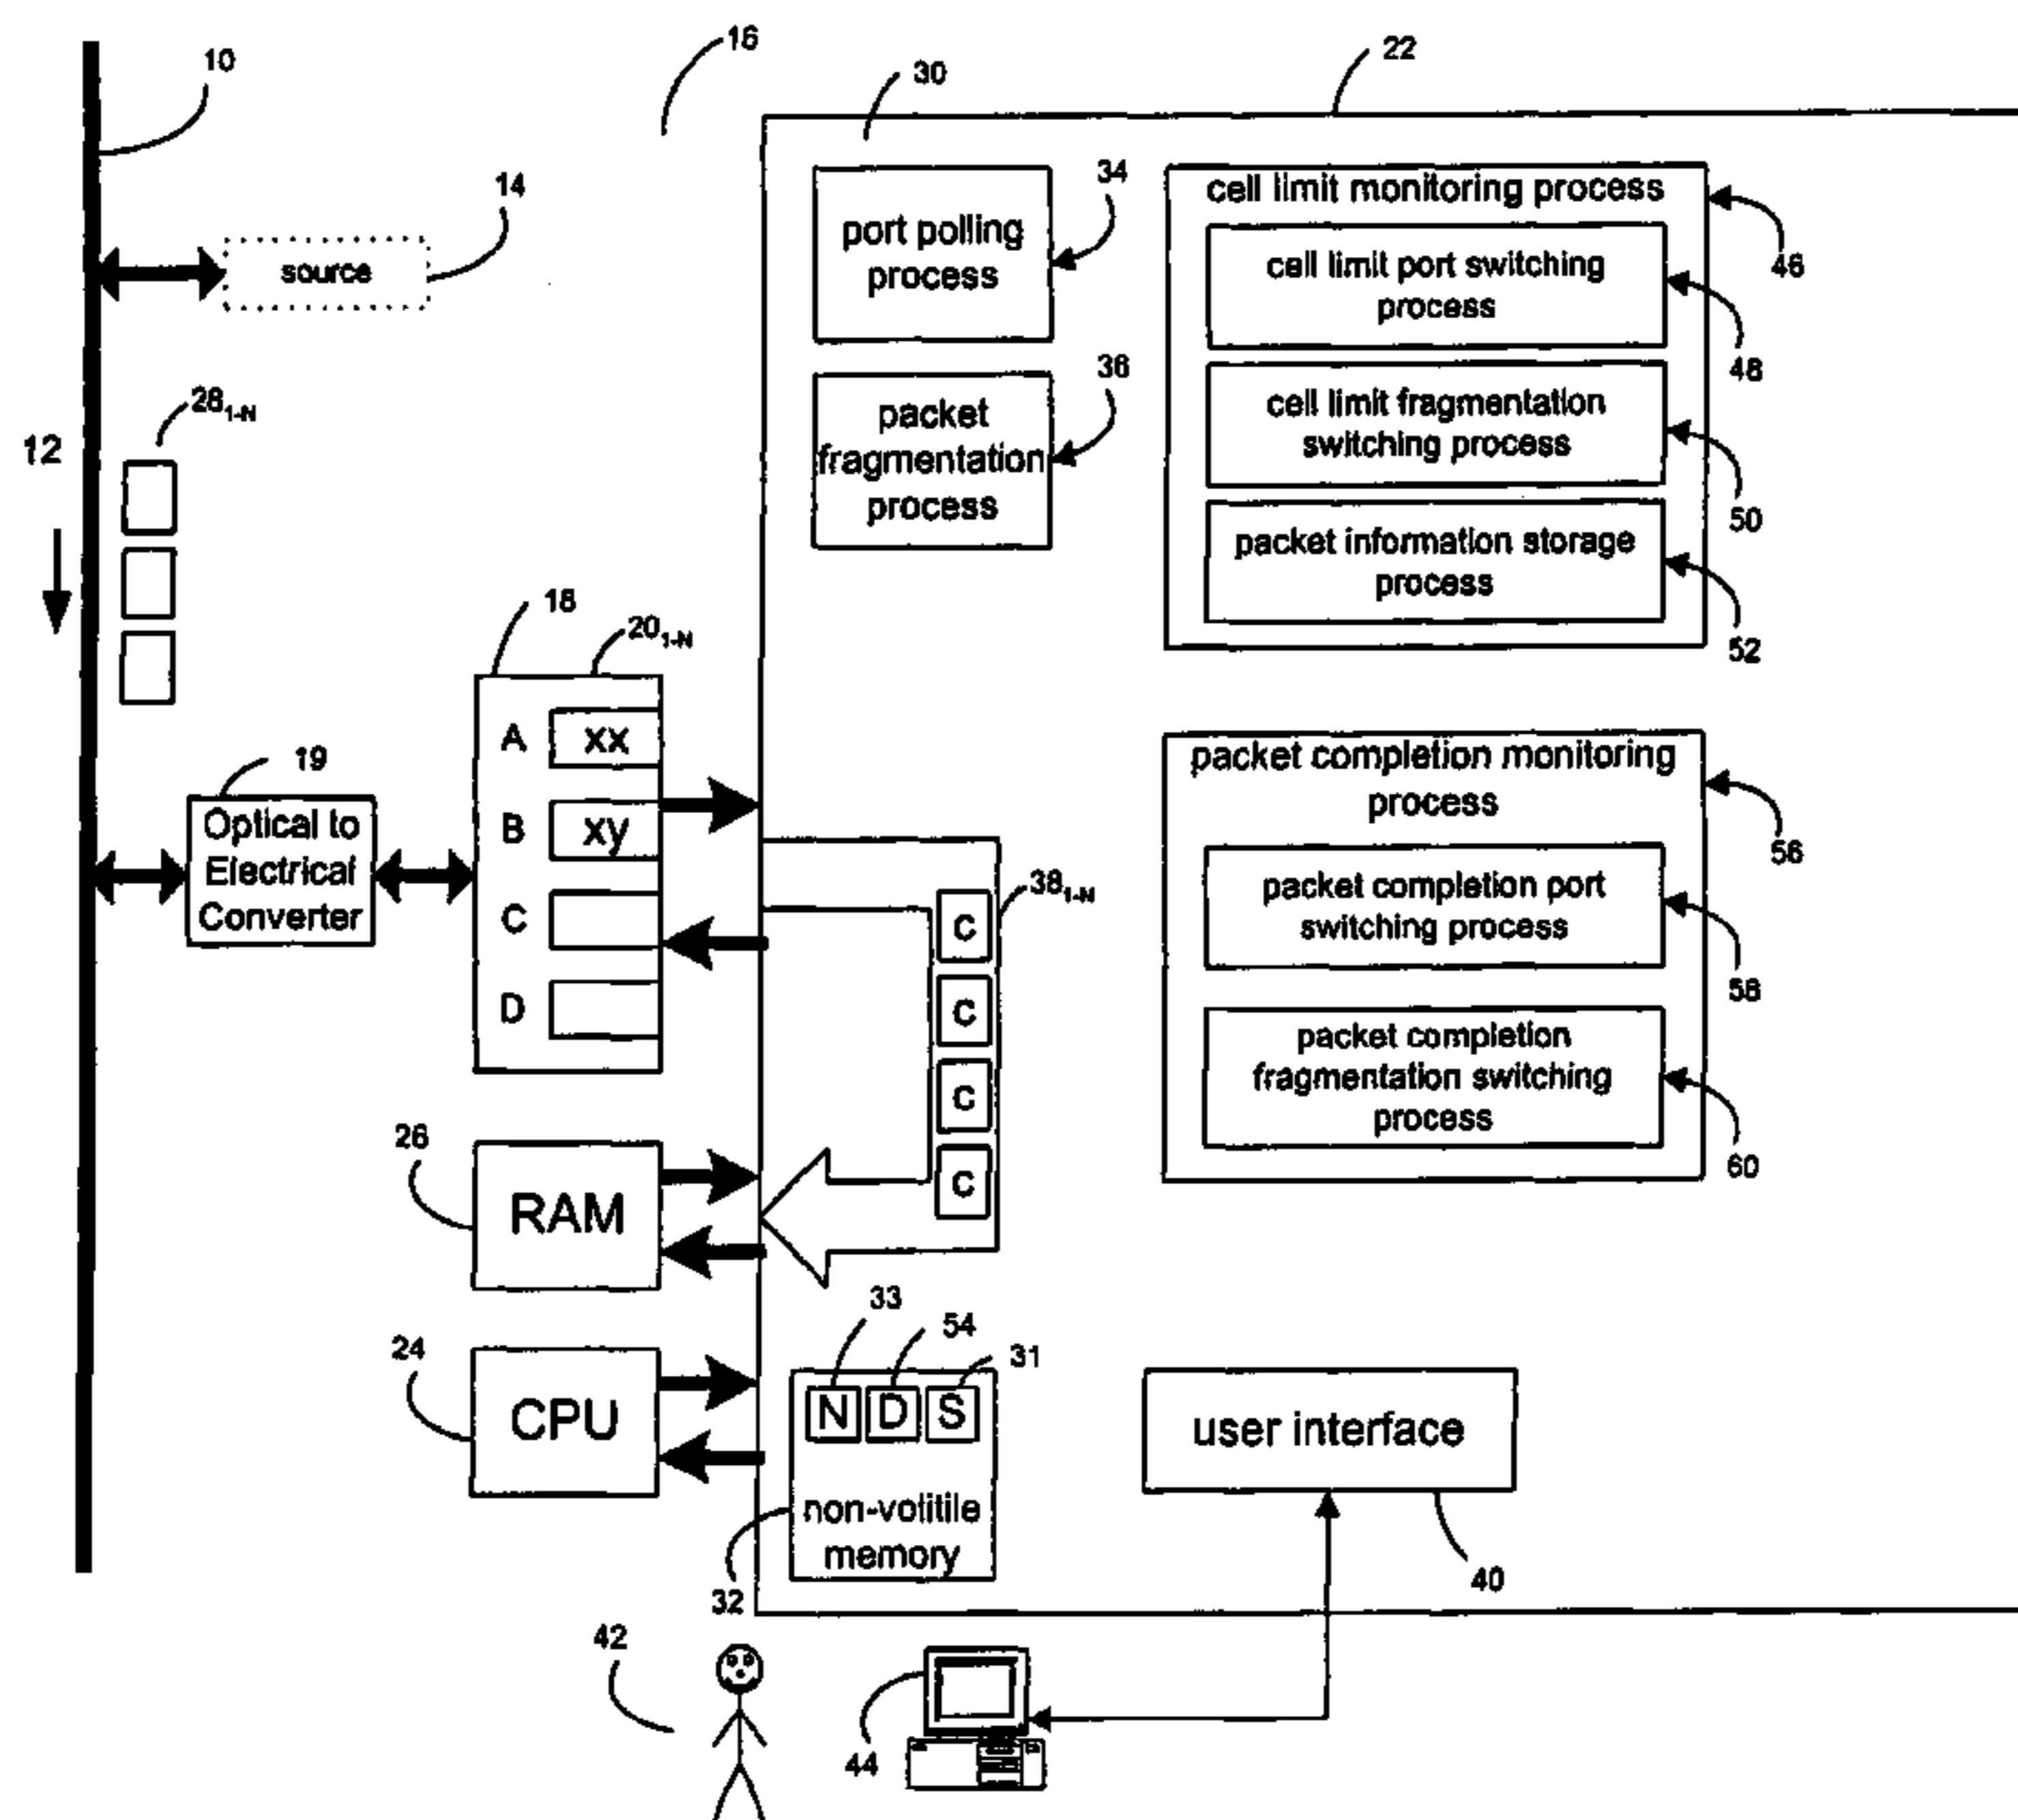 10
16
30
22
14
source
port polling
process
34
cell limit monitoring process
46
cell limit port switching
process
48
28 1-N
12
packet
fragmentation
process
36
cell limit fragmentation
switching process
50
packet information storage
process
52
18
20 1-N
A xx
B xy
C
D
19
Optical to
Electrical
Converter
38 1-N
C
C
C
C
packet completion monitoring
process
56
packet completion port
switching process
58
packet completion
fragmentation switching
process
60
26
RAM
24
CPU
33
54
31
N D S
non-volitile
memory
32
user interface
40
42
44